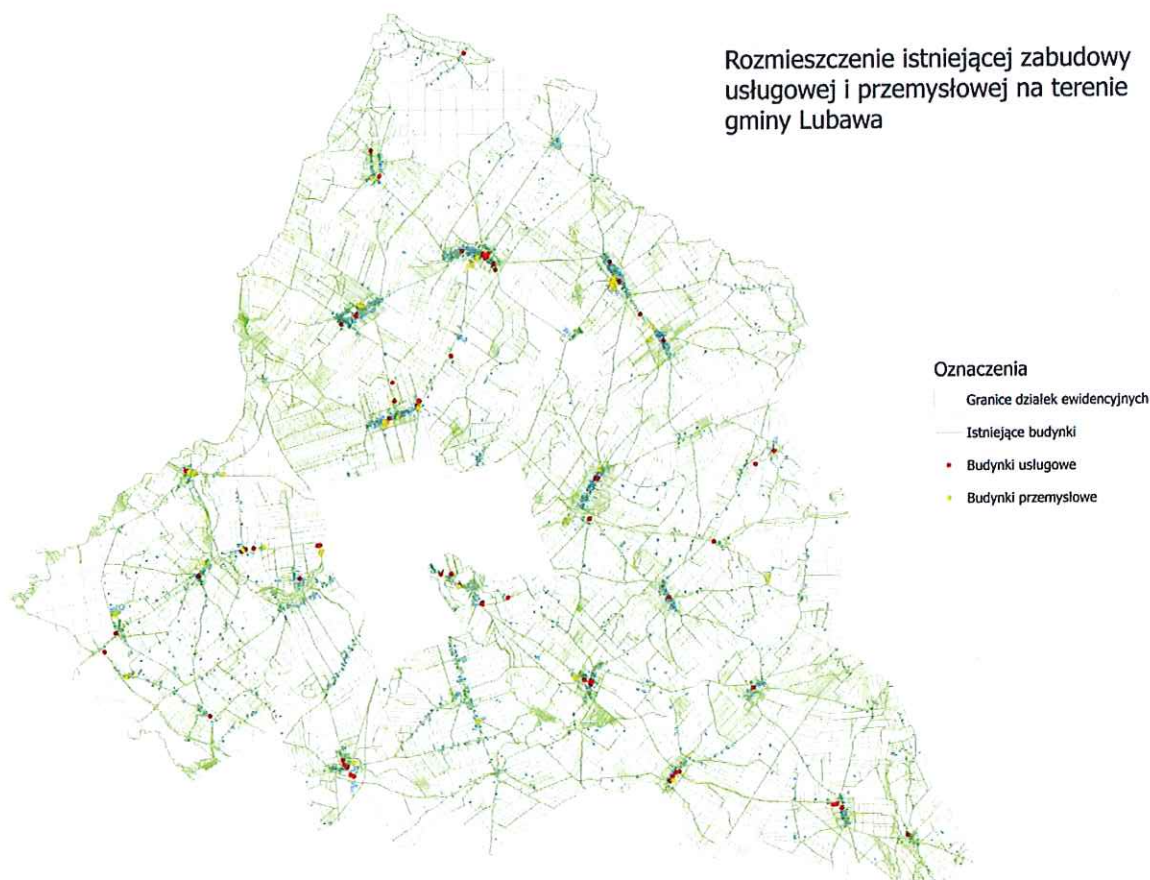 Rozmieszczenie istniejącej zabudowy
usługowej i przemysłowej na terenie
gminy Lubawa
Oznaczenia
Granice działek ewidencyjnych
Istniejące budynki
Budynki usługowe
Budynki przemysłowe